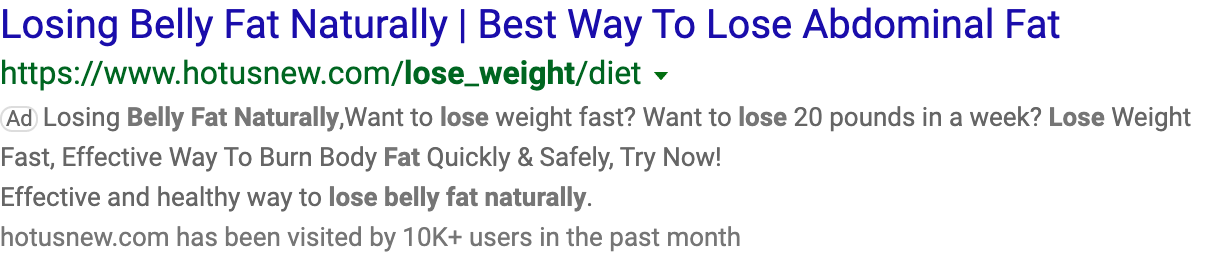 Losing Belly Fat Naturally | Best Way To Lose Abdominal Fat
https://www.hotusnew.com/lose_weight/diet
Ad Losing Belly Fat Naturally,Want to lose weight fast? Want to lose 20 pounds in a week? Lose Weight
Fast, Effective Way To Burn Body Fat Quickly & Safely, Try Now!
Effective and healthy way to lose belly fat naturally.
hotusnew.com has been visited by 10K+ users in the past month